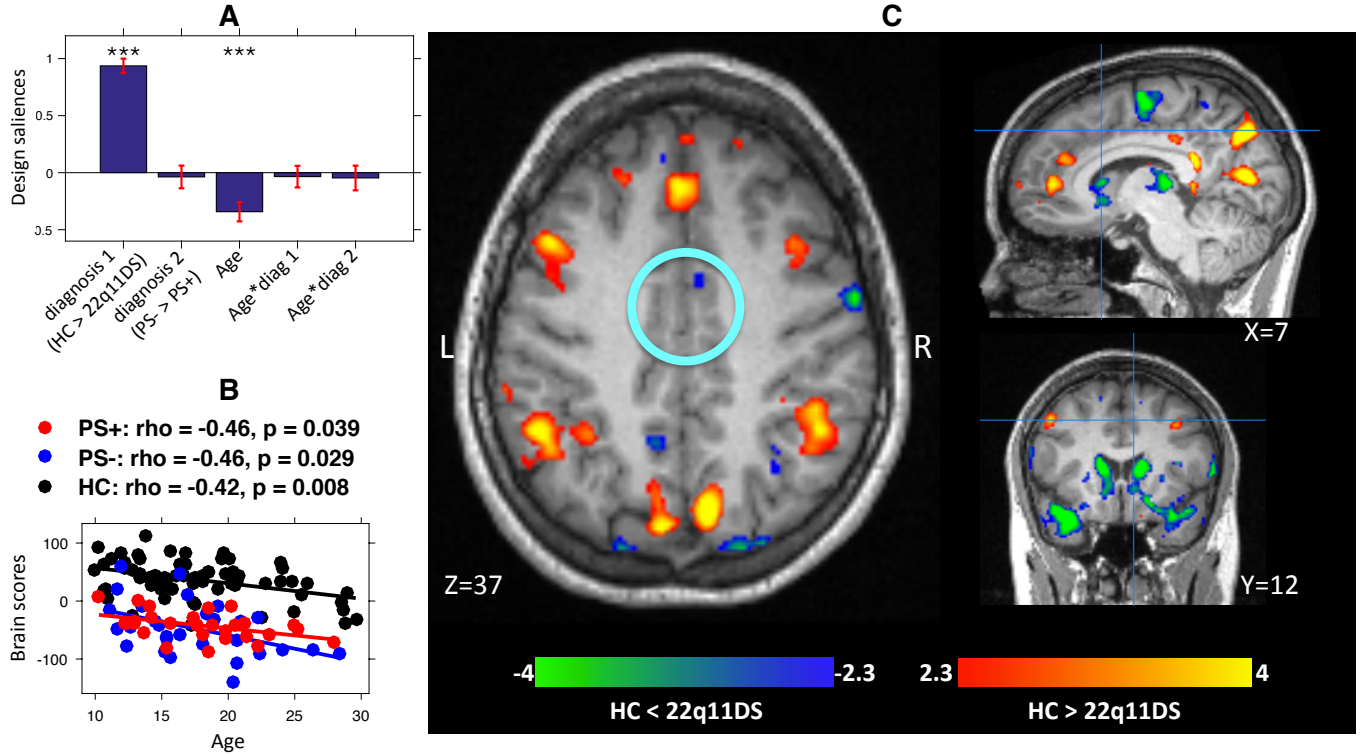 A
Design saliences
1
0.5
0
0.5
***
***
diagnosis 1
(HC > 22q11DS)
diagnosis 2
(PS- > PS+)
Age
Age*diag 1
Age*diag 2
B
PS+: rho = -0.46, p = 0.039
PS-: rho = -0.46, p = 0.029
HC: rho = -0.42, p = 0.008
Brain scores
100
0
-100
10 15 20 25 30
Age
C
L
R
Z=37
X=7
Y=12
-4
-2.3
HC < 22q11DS
2.3
4
HC > 22q11DS